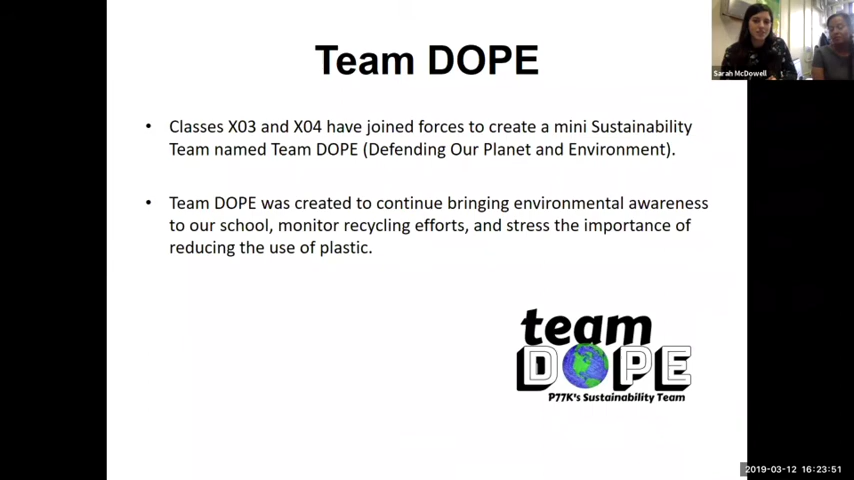 Team DOPE
Sarah McDowell
• Classes X03 and X04 have joined forces to create a mini Sustainability
Team named Team DOPE (Defending Our Planet and Environment).
• Team DOPE was created to continue bringing environmental awareness
to our school, monitor recycling efforts, and stress the importance of
reducing the use of plastic.
team
DOPE
P77K's Sustainability Team
2019-03-12 16:23:51